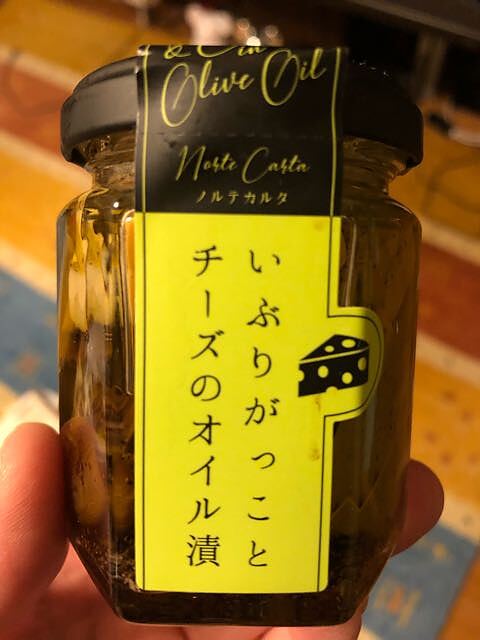 Olive Oil
Norte Carta
ノルテカルタ
いぶりがっこと
チーズのオイル漬